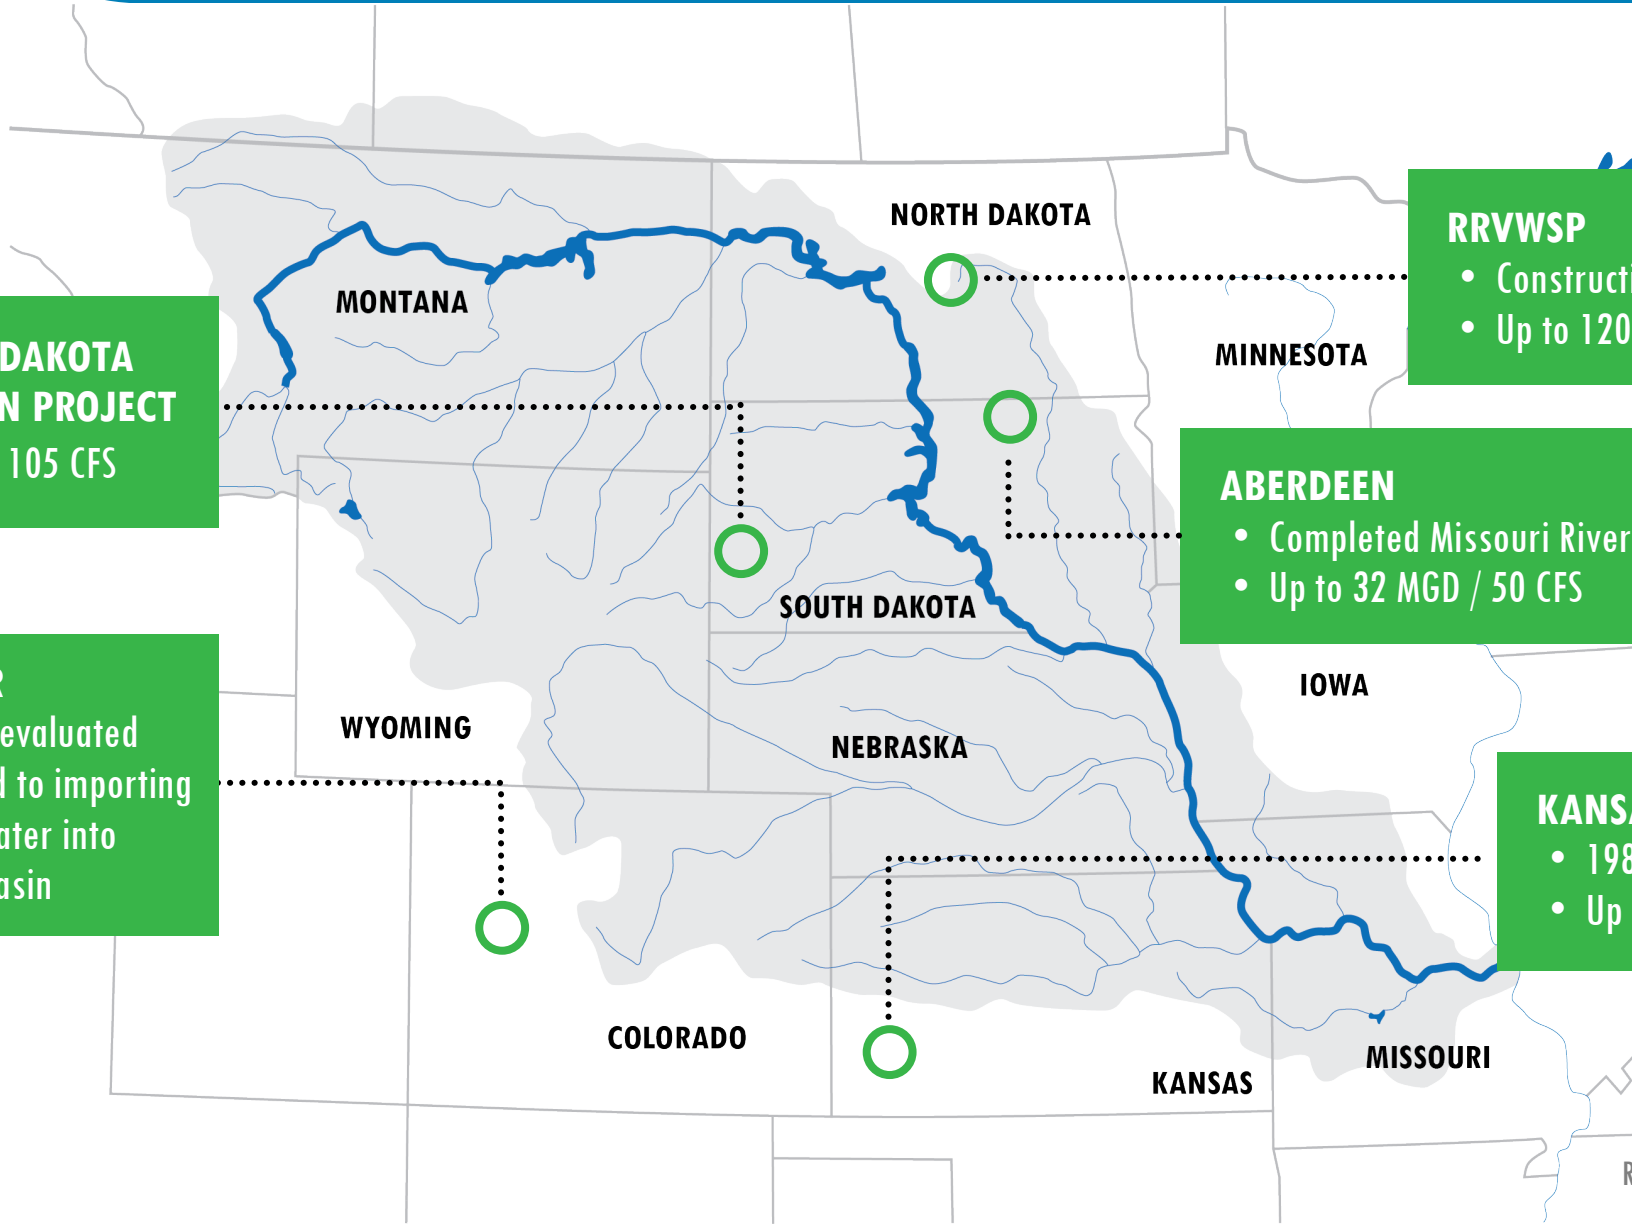 NORTH DAKOTA
RRVWSP
• Constructi
• Up to 120
MONTANA
MINNESOTA
DAKOTA
N PROJECT
105 CFS
ABERDEEN
• Completed Missouri River
• Up to 32 MGD / 50 CFS
SOUTH DAKOTA
IOWA
R
evaluated
d to importing
ater into
asin
WYOMING
NEBRASKA
KANSA
• 198
• Up
COLORADO
KANSAS
MISSOURI
R